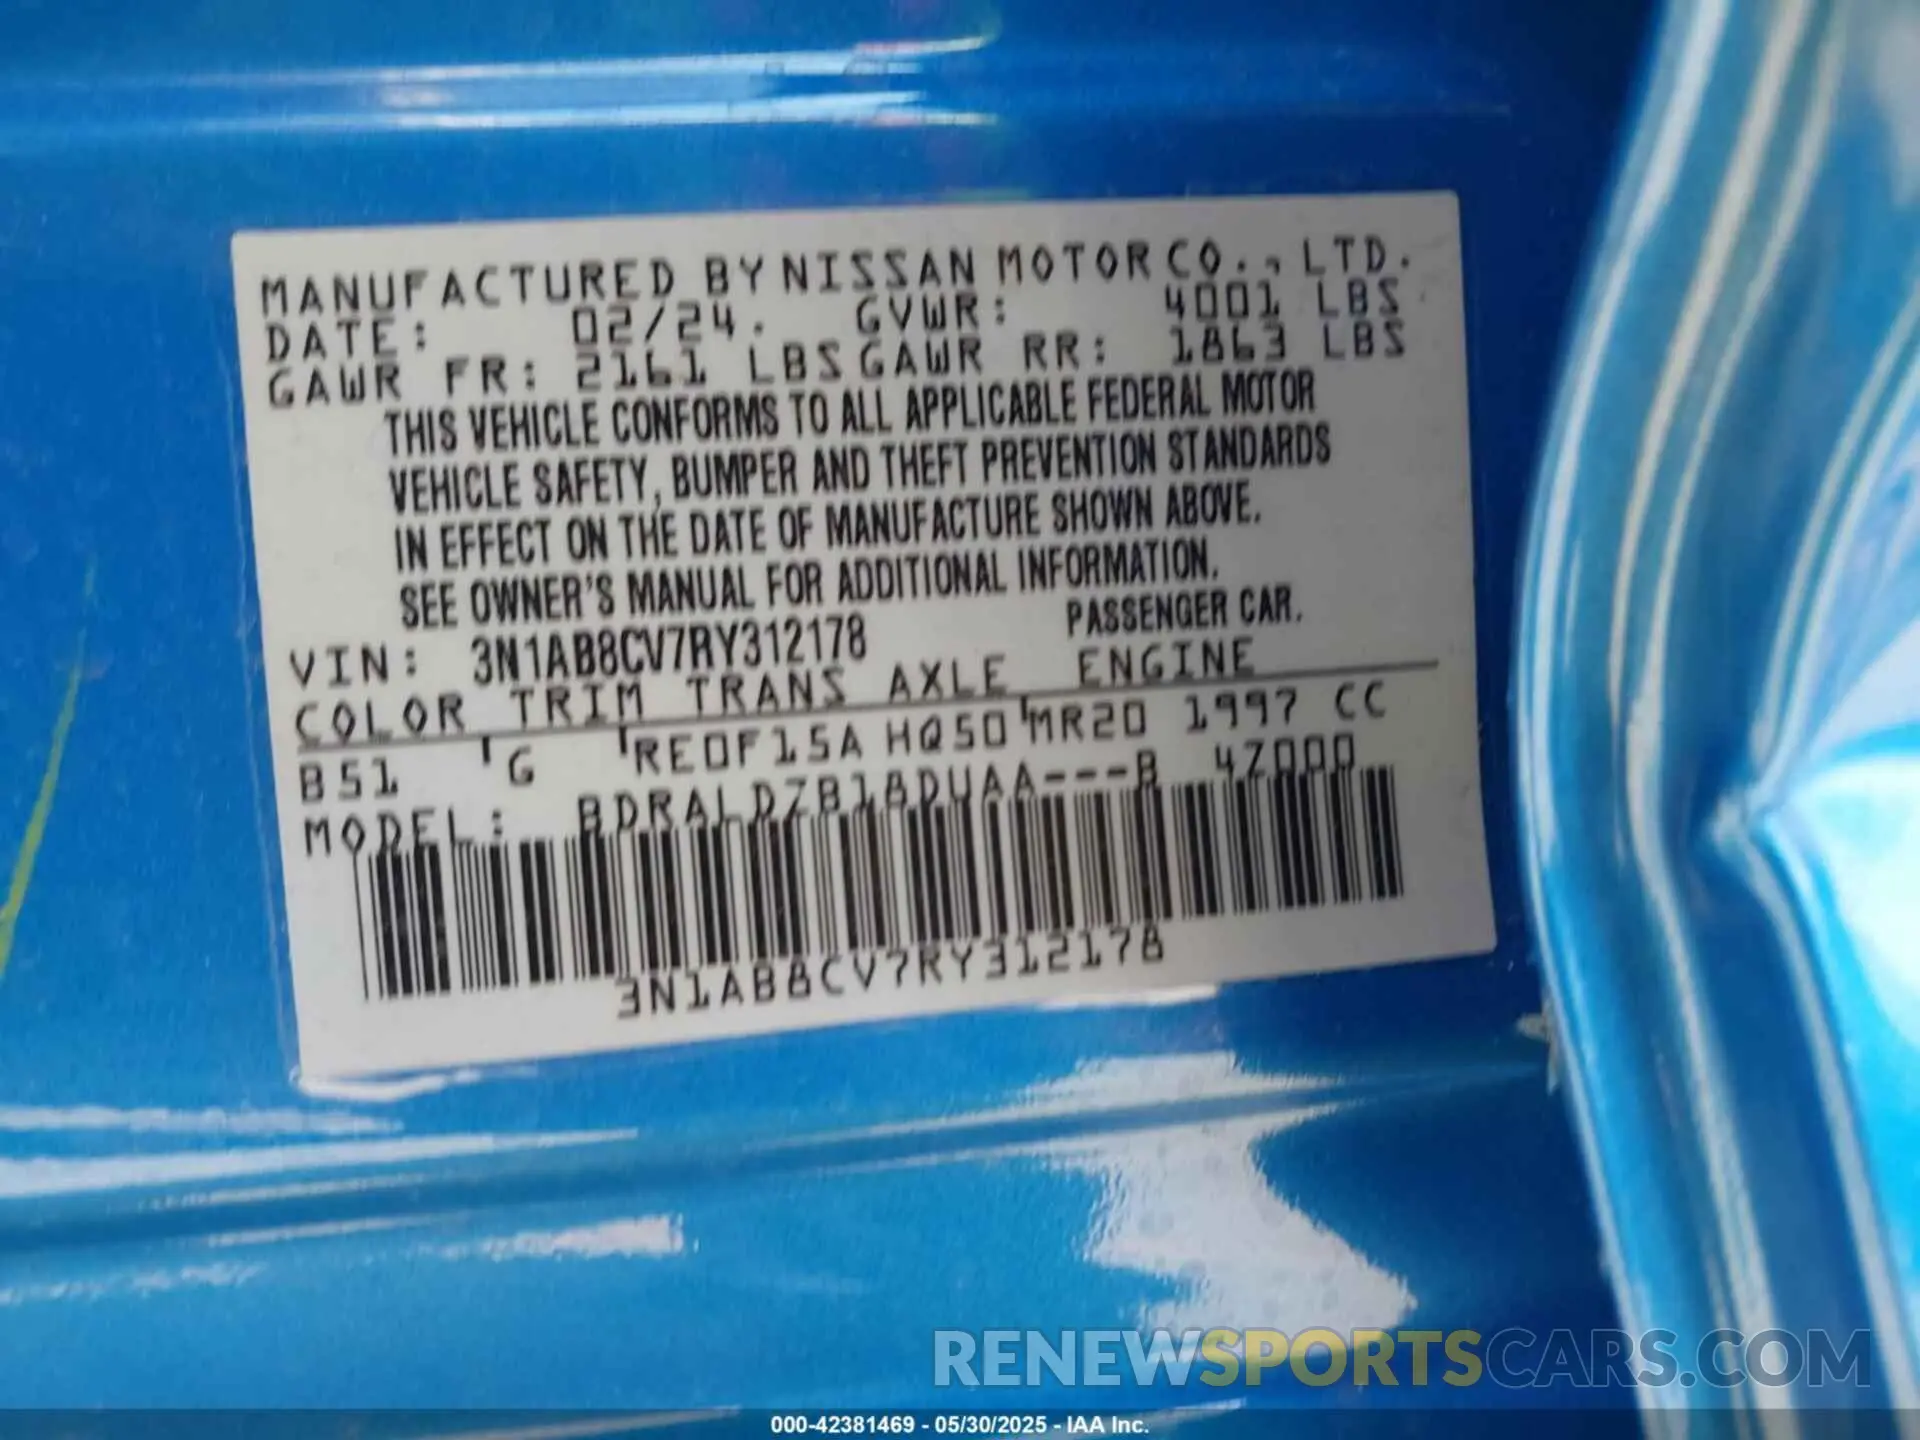 MANUFACTURED BY NISSAN MOTOR CO., LTD.
DATE: 02/24. GVWR: 4001 LBS
GAWR FR: 2161 LBS GAWR RR: 1863 LBS
THIS VEHICLE CONFORMS TO ALL APPLICABLE FEDERAL MOTOR
VEHICLE SAFETY, BUMPER AND THEFT PREVENTION STANDARDS
IN EFFECT ON THE DATE OF MANUFACTURE SHOWN ABOVE.
SEE OWNER'S MANUAL FOR ADDITIONAL INFORMATION.
VIN: 3N1AB8CV7RY312178 PASSENGER CAR.
COLOR TRIM TRANS AXLE ENGINE
B51 G RE0F15A HQ50 MR20 1997 CC
MODEL: BDRALDZB18DUAA---B 47000
3N1AB8CV7RY312178
RENEWSPORTSCARS.COM
000-42381469 - 05/30/2025 - IAA Inc.